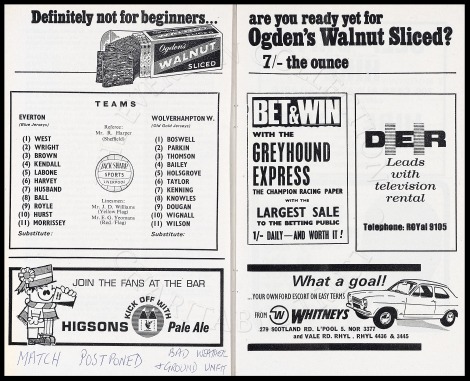 Definitely not for beginners...
Ogden's
WALNUT
SLICED
TEAMS
EVERTON
(Blue Jerseys)
(1) WEST
(2) WRIGHT
(3) BROWN
(4) KENDALL
(5) LABONE
(6) HARVEY
(7) HUSBAND
(8) BALL
(9) ROYLE
(10) HURST
(11) MORRISSEY
Substitute:
Referee:
Mr. R. Harper
(Sheffield)
JACK SHARP
SPORTS
LIVERPOOL
Linesmen:
Mr. J. D. Williams
(Yellow Flag)
Mr. E. G. Yeomans
(Red Flag)
WOLVERHAMPTON W.
(Old Gold Jerseys)
(1) BOSWELL
(2) PARKIN
(3) THOMSON
(4) BAILEY
(5) HOLSGROVE
(6) TAYLOR
(7) KENNING
(8) KNOWLES
(9) DOUGAN
(10) WIGNALL
(11) WILSON
Substitute:
JOIN THE FANS AT THE BAR
KICK OFF WITH
HIGSONS
Pale Ale
MATCH POSTPONED
BAD WEATHER
+ GROUND UNFIT
are you ready yet for
Ogden's Walnut Sliced?
7/- the ounce
BET & WIN
WITH THE
GREYHOUND
EXPRESS
THE CHAMPION RACING PAPER
WITH THE
LARGEST SALE
TO THE BETTING PUBLIC
1/- DAILY—AND WORTH IT!
DER
Leads
with
television
rental
Telephone: ROYal 9105
What a goal!
...YOUR OWN FORD ESCORT ON EASY TERMS
FROM W WHITNEYS
279 SCOTLAND RD. L'POOL 5. NOR 3377
and VALE RD. RHYL . RHYL 4436 & 3445